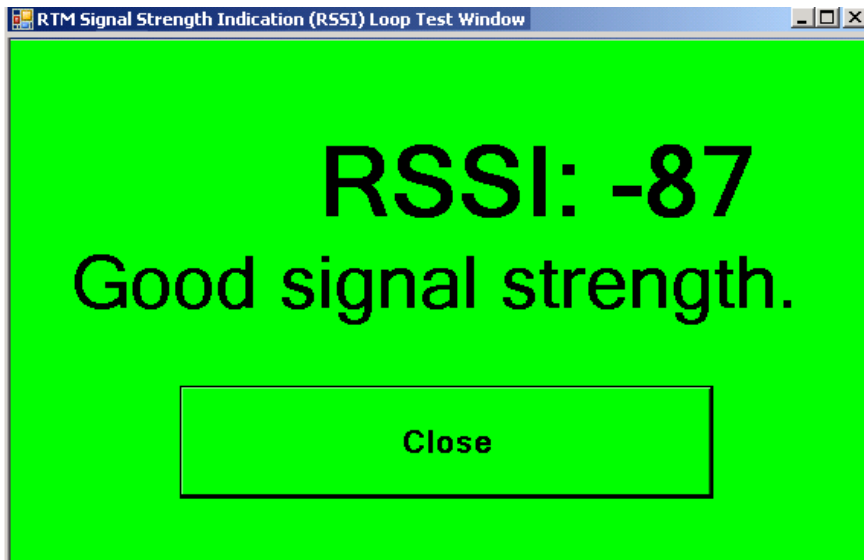 RTM Signal Strength Indication (RSSI) Loop Test Window
RSSI: -87
Good signal strength.
Close